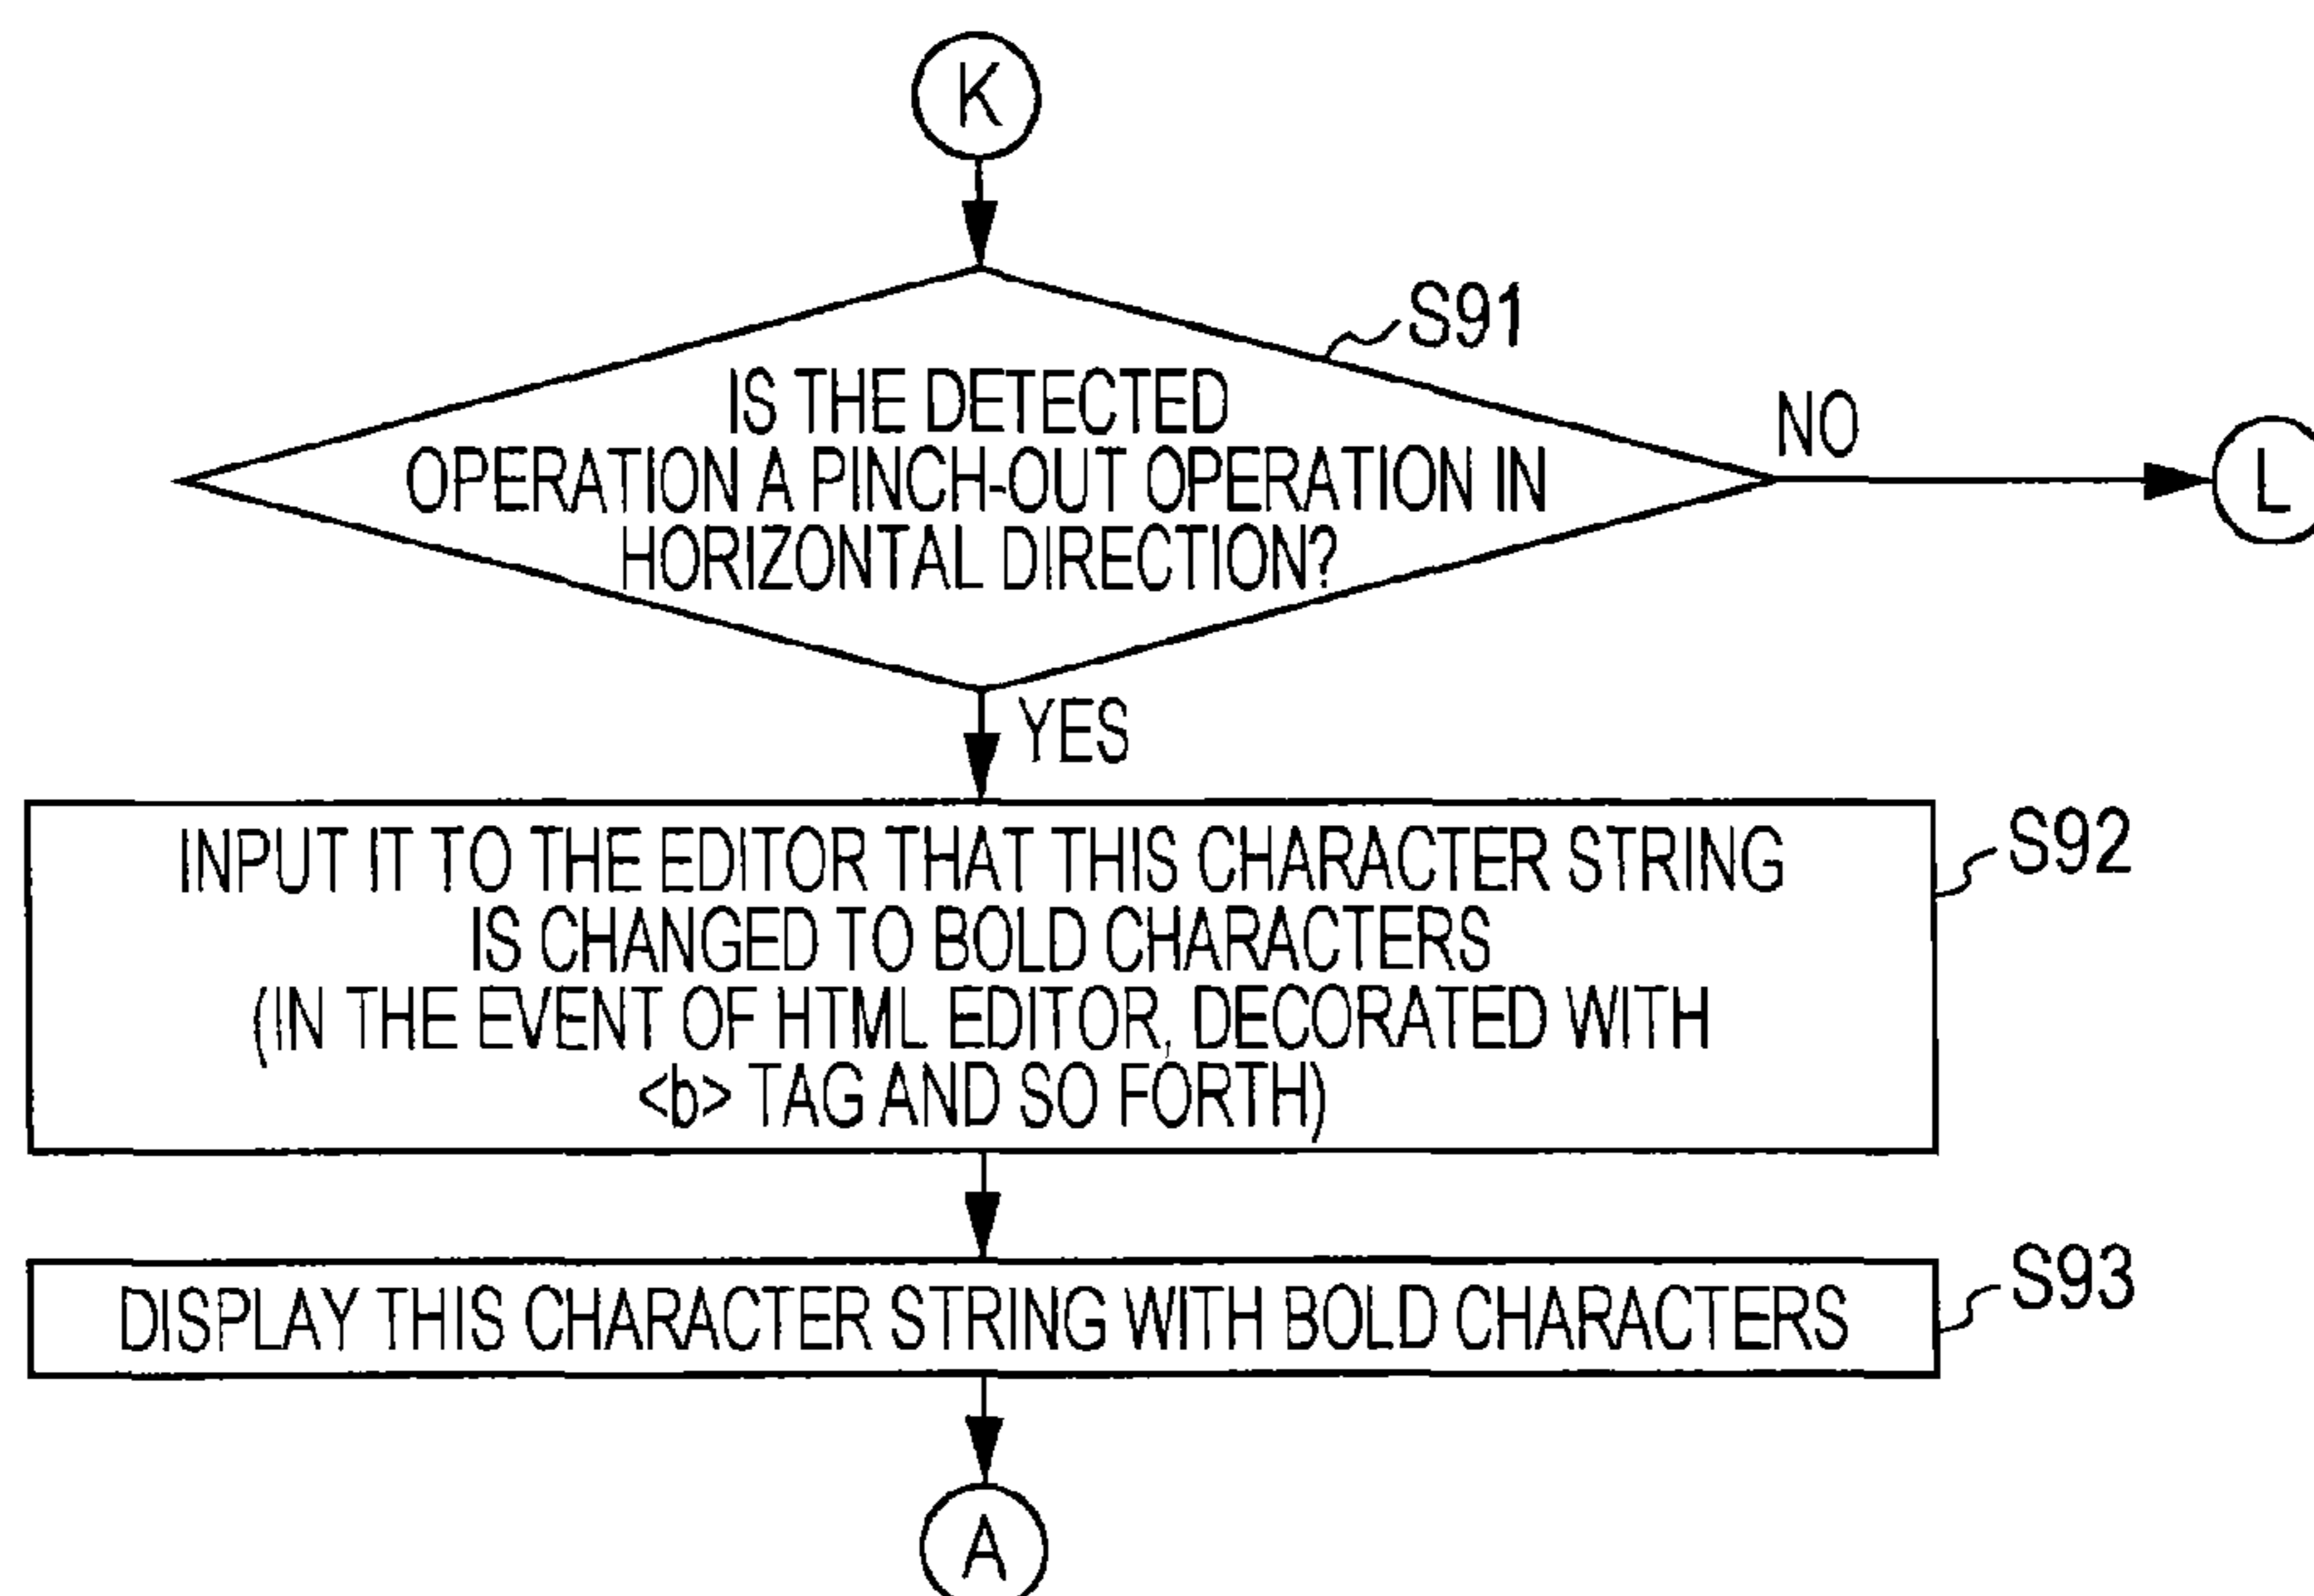 K
S91
IS THE DETECTED
OPERATION A PINCH-OUT OPERATION IN
HORIZONTAL DIRECTION?
NO
L
YES
INPUT IT TO THE EDITOR THAT THIS CHARACTER STRING
IS CHANGED TO BOLD CHARACTERS
(IN THE EVENT OF HTML EDITOR, DECORATED WITH
<b> TAG AND SO FORTH)
S92
DISPLAY THIS CHARACTER STRING WITH BOLD CHARACTERS
S93
A